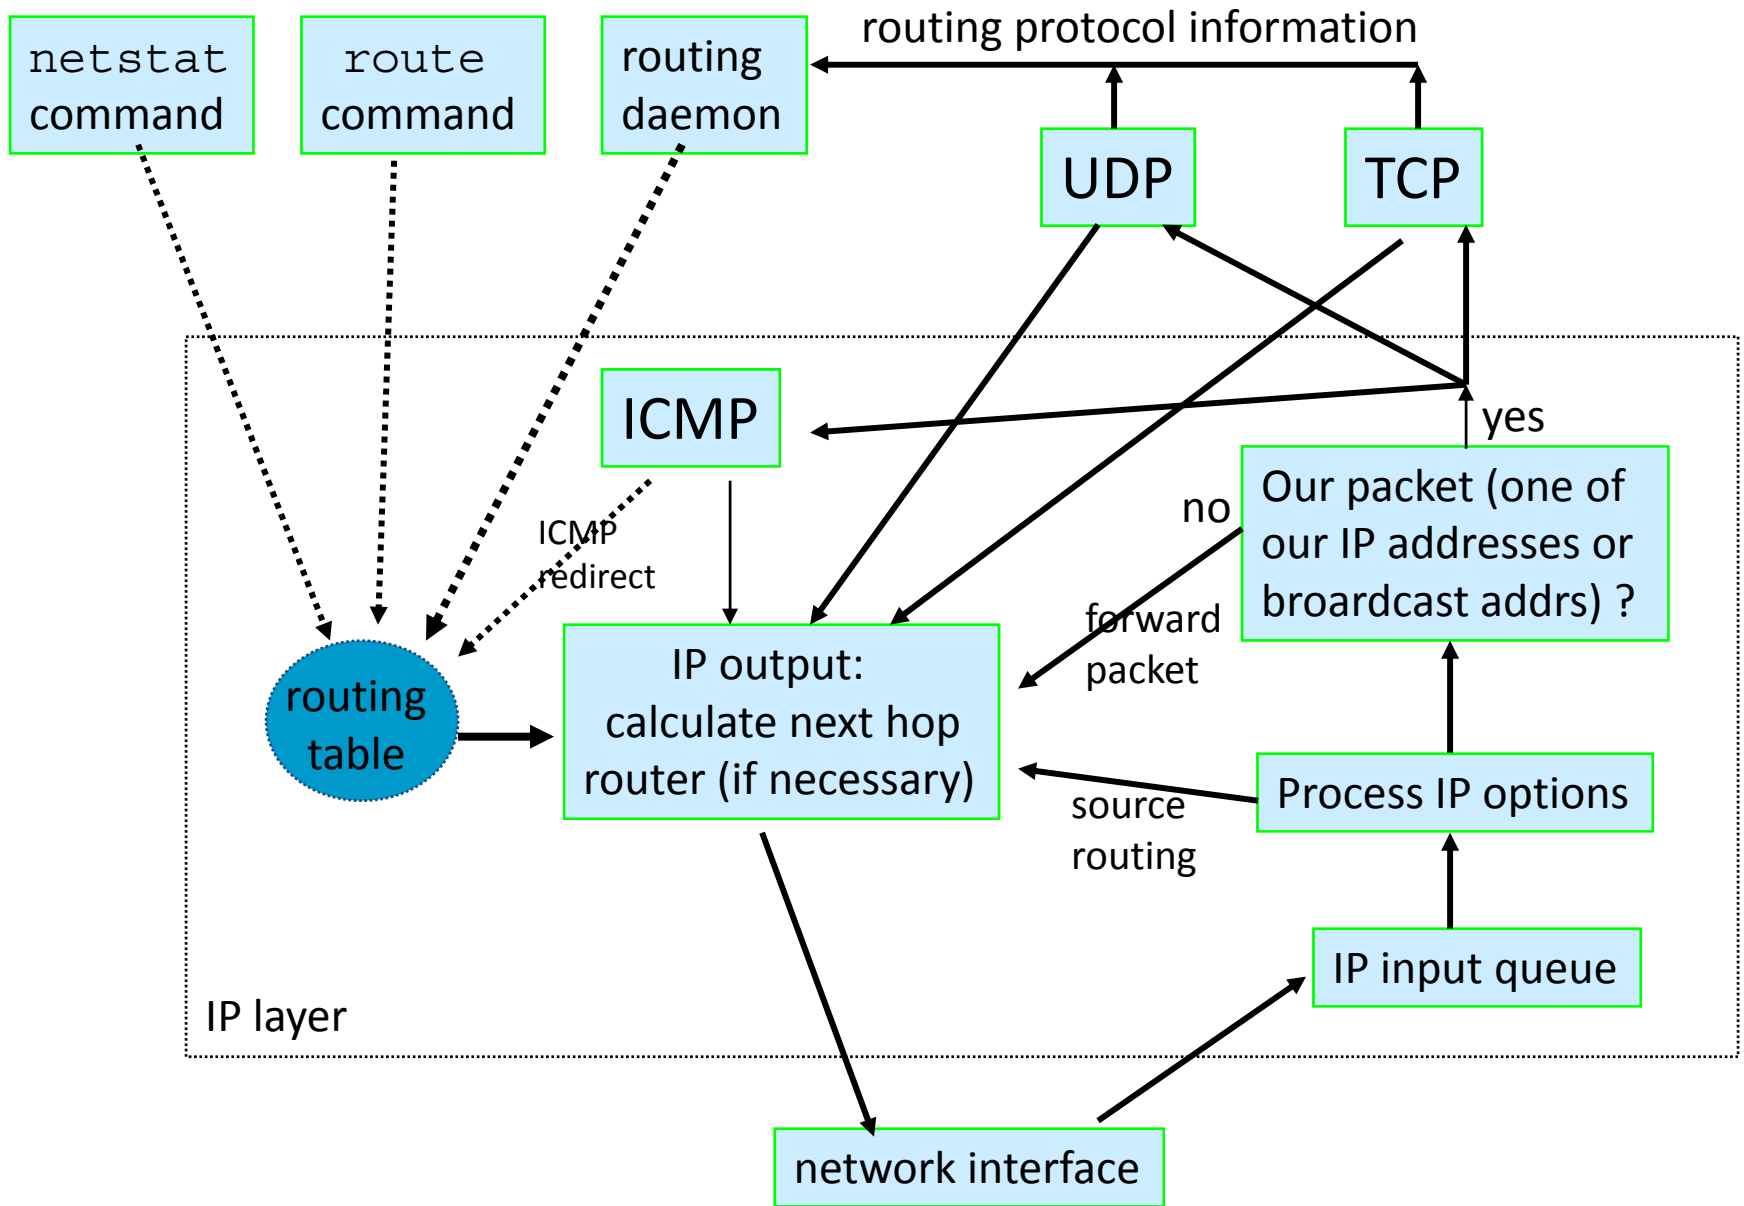 netstat
command
route
command
routing
daemon
routing protocol information
UDP
TCP
ICMP
yes
no
Our packet (one of
our IP addresses or
broardcast addrs) ?
ICMP
redirect
forward
packet
IP output:
calculate next hop
router (if necessary)
routing
table
Process IP options
source
routing
IP input queue
IP layer
network interface